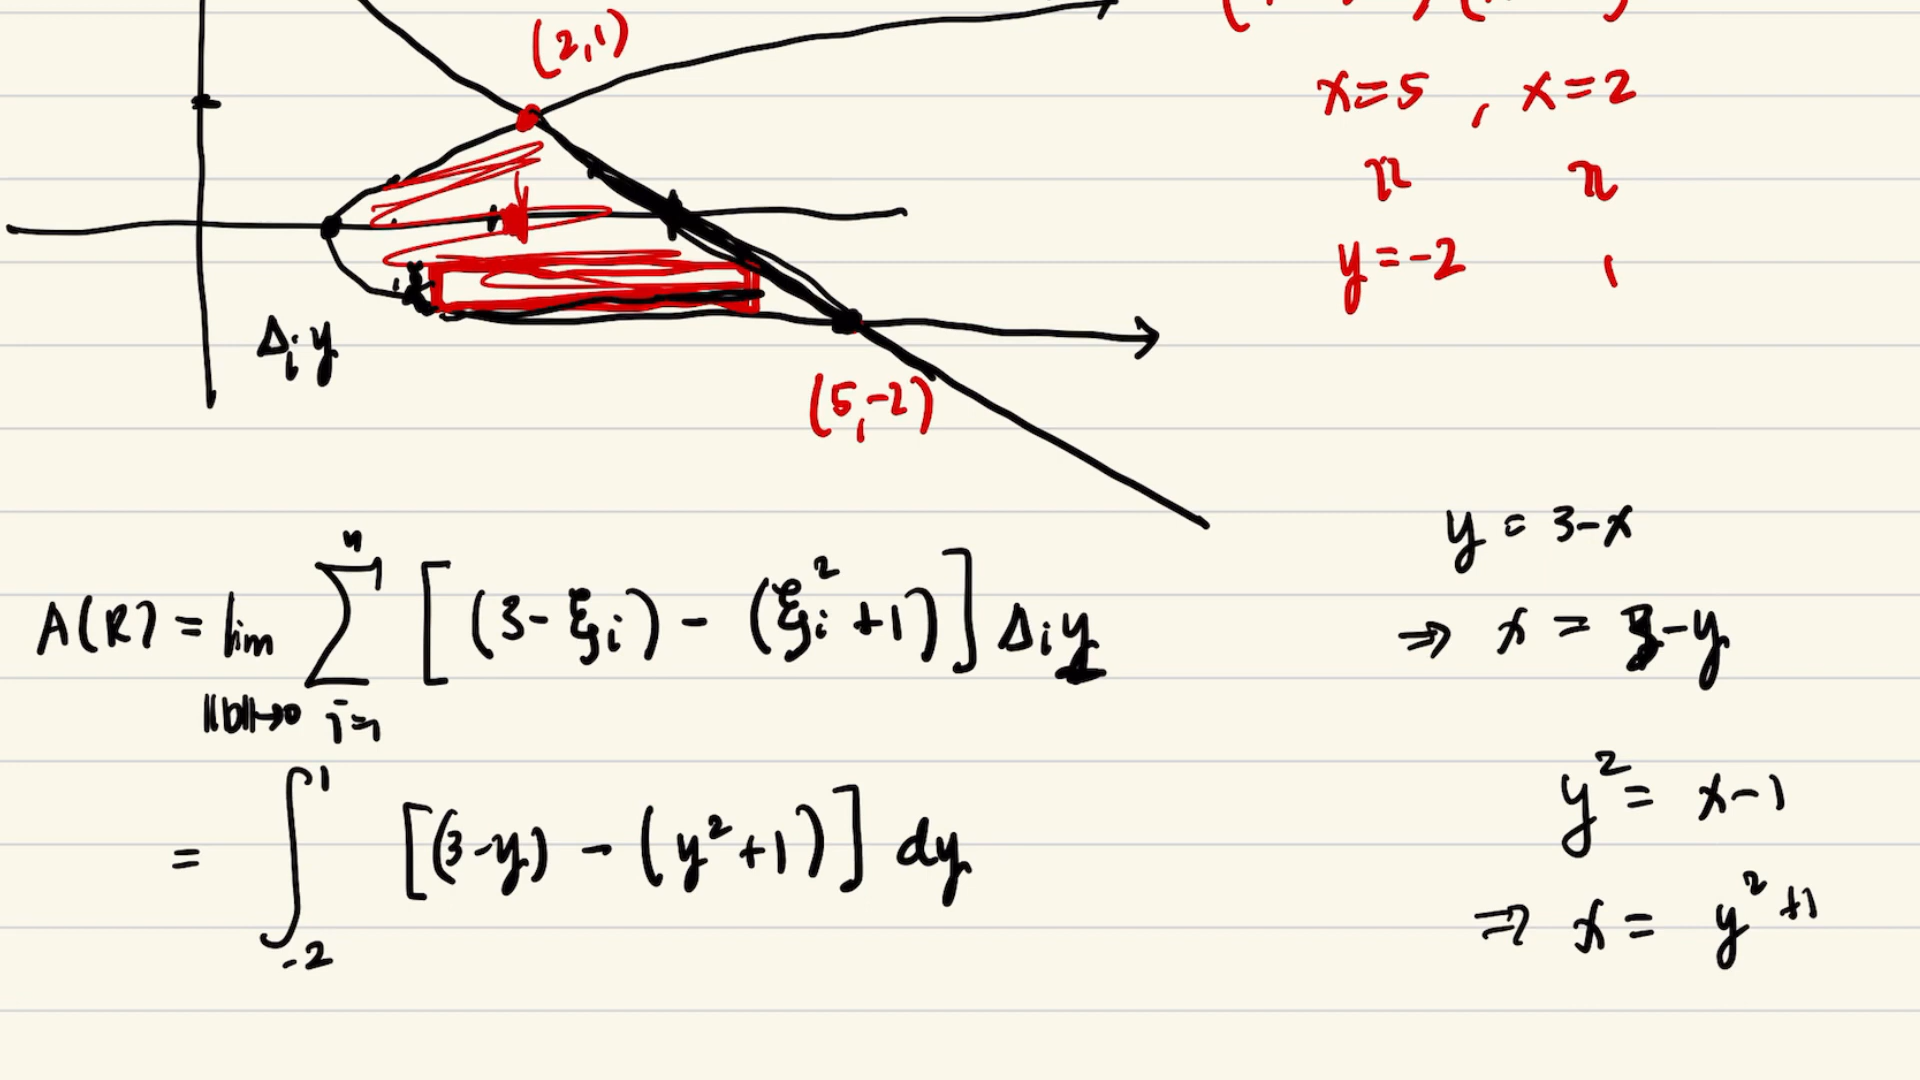 (2,1)
x=5 , x=2
y=-2 1
Δᵢy
(5,-2)
y = 3-x
A(R) = lim ∑ [(3-ξᵢ) - (ξᵢ²+1)] Δᵢy
n
||Δ||→0 i=1
⇒ x = 3-y
y² = x-1
= ∫₋₂¹ [(3-y) - (y²+1)] dy
⇒ x = y²+1